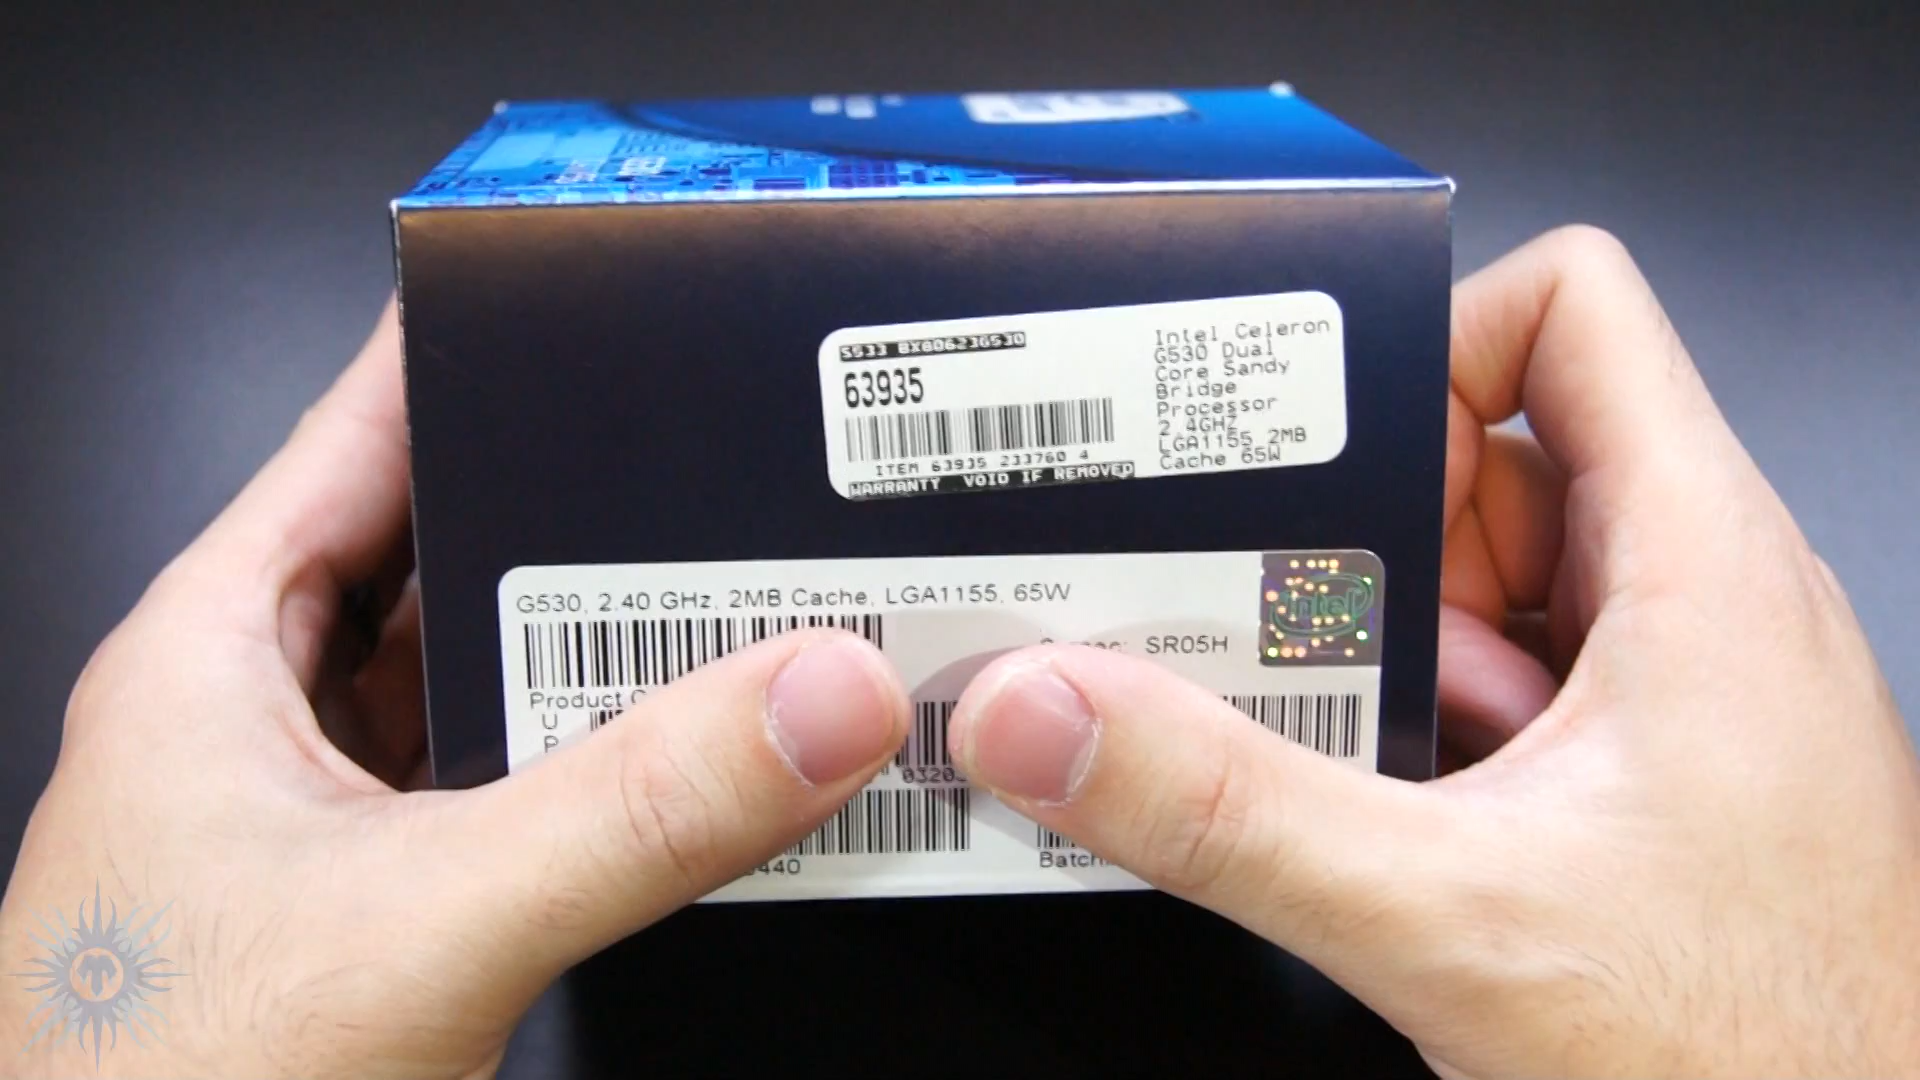 S533 BX80623G530
63935
ITEM 63935 233760 4
WARRANTY VOID IF REMOVED
Intel Celeron
G530 Dual
Core Sandy
Bridge
Processor
2.4GHZ
LGA1155 2MB
Cache 65W
G530, 2.40 GHz, 2MB Cache, LGA1155, 65W
intel
SR05H
Product
U
P